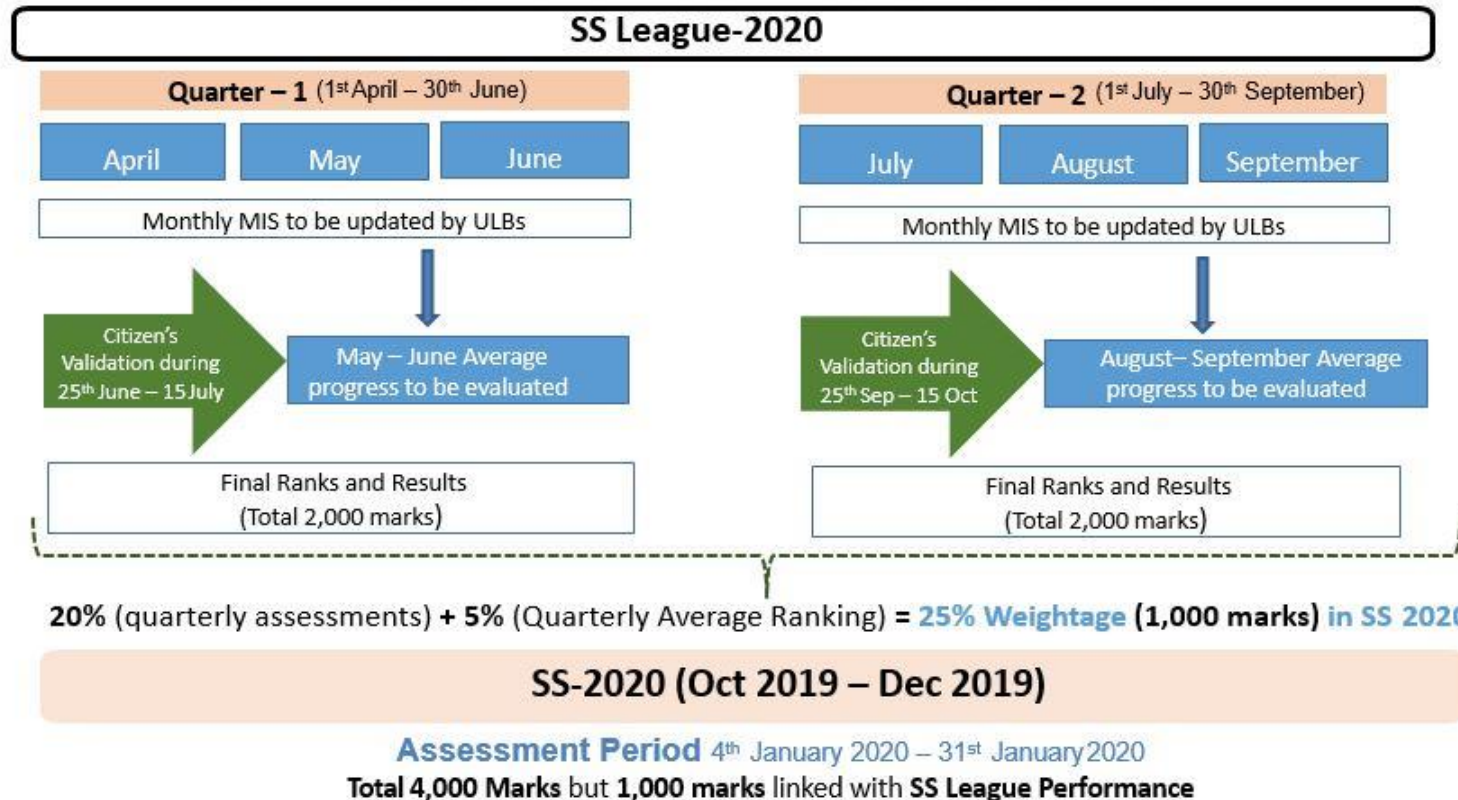 SS League-2020
Quarter – 1 (1st April – 30th June)
April May June
Monthly MIS to be updated by ULBs
Citizen's
Validation during
25th June – 15 July
May – June Average
progress to be evaluated
Final Ranks and Results
(Total 2,000 marks)
Quarter – 2 (1st July – 30th September)
July August September
Monthly MIS to be updated by ULBs
Citizen's
Validation during
25th Sep – 15 Oct
August– September Average
progress to be evaluated
Final Ranks and Results
(Total 2,000 marks)
20% (quarterly assessments) + 5% (Quarterly Average Ranking) = 25% Weightage (1,000 marks) in SS 2020
SS-2020 (Oct 2019 – Dec 2019)
Assessment Period 4th January 2020 – 31st January 2020
Total 4,000 Marks but 1,000 marks linked with SS League Performance